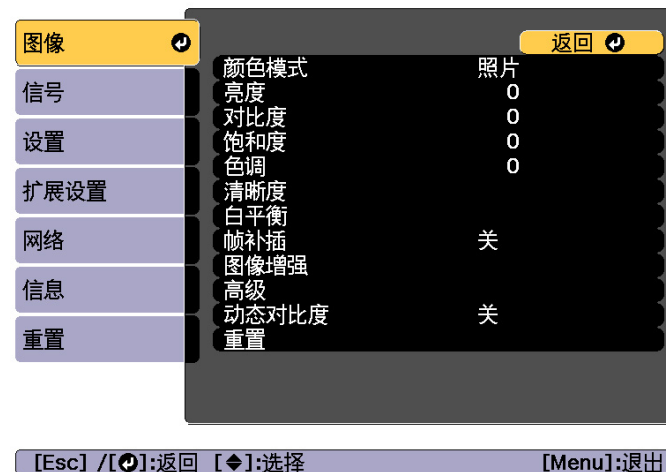 图像
信号
设置
扩展设置
网络
信息
重置
返回
颜色模式 照片
亮度 0
对比度 0
饱和度 0
色调 0
清晰度
白平衡
帧补插 关
图像增强
高级
动态对比度 关
重置
[Esc] /[]:返回 []:选择 [Menu]:退出